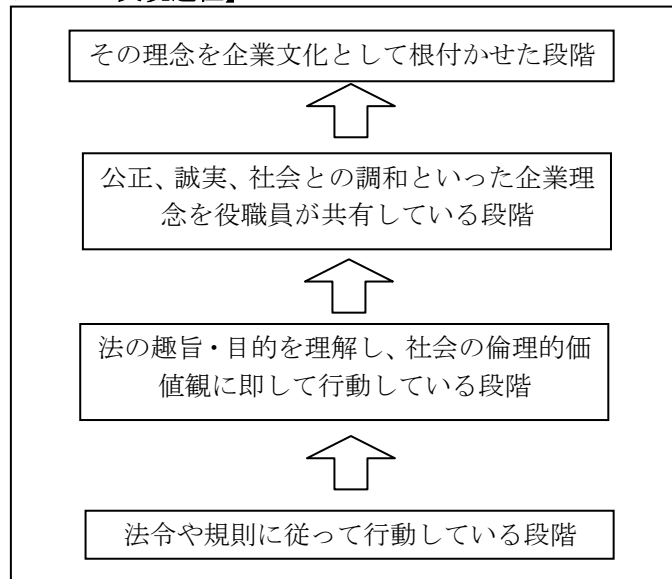 その理念を企業文化として根付かせた段階
公正、誠実、社会との調和といった企業理
念を役職員が共有している段階
法の趣旨・目的を理解し、社会の倫理的価
値観に即して行動している段階
法令や規則に従って行動している段階